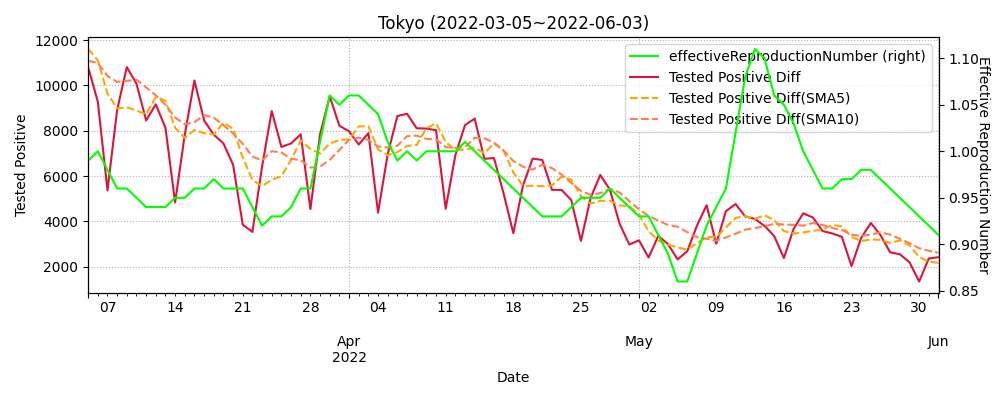 Tokyo (2022-03-05~2022-06-03)
effectiveReproductionNumber (right)
Tested Positive Diff
Tested Positive Diff(SMA5)
Tested Positive Diff(SMA10)
Tested Positive
12000
10000
8000
6000
4000
2000
Effective Reproduction Number
1.10
1.05
1.00
0.95
0.90
0.85
07 14 21 28 04 11 18 25 02 09 16 23 30
Apr May Jun
2022
Date